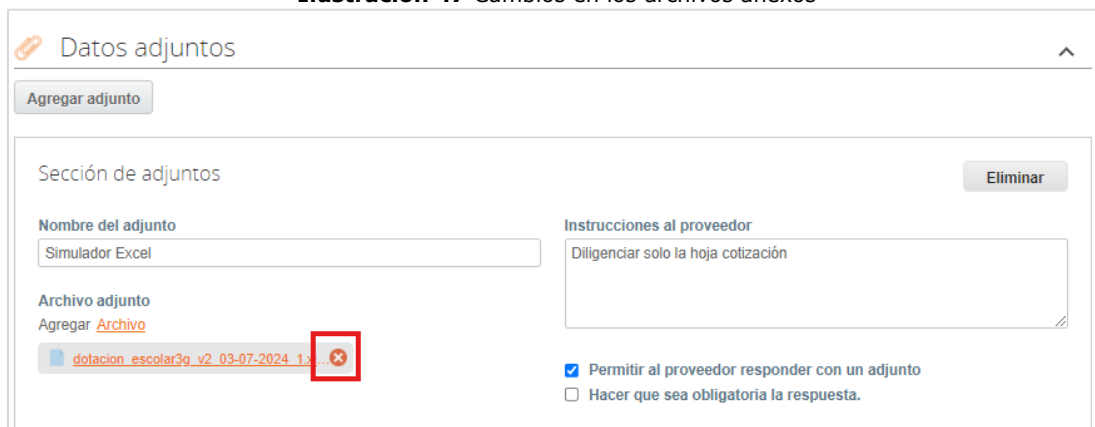 Ilustración 47 Cambios en los archivos anexos
Datos adjuntos
Agregar adjunto
Sección de adjuntos
Eliminar
Nombre del adjunto
Simulador Excel
Instrucciones al proveedor
Diligenciar solo la hoja cotización
Archivo adjunto
Agregar Archivo
dotacion_escolar3g_v2_03-07-2024_1.x...
Permitir al proveedor responder con un adjunto
Hacer que sea obligatoria la respuesta.